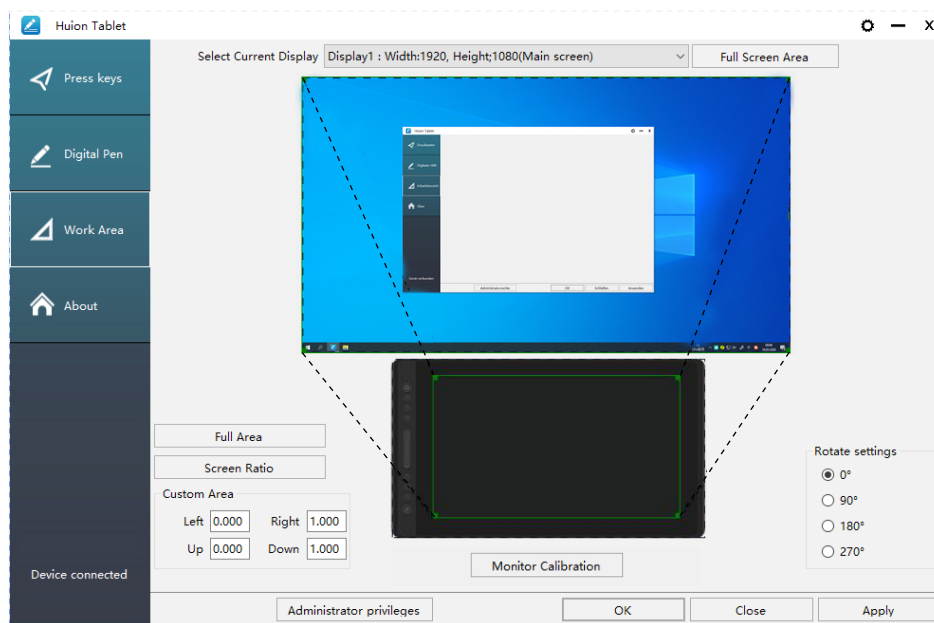 Huion Tablet
Select Current Display Display1 : Width:1920, Height;1080(Main screen) Full Screen Area
Press keys
Digital Pen
Work Area
About
Device connected
Huion Tablet
Full Area
Screen Ratio
Custom Area
Left 0.000 Right 1.000
Up 0.000 Down 1.000
Monitor Calibration
Rotate settings
0°
90°
180°
270°
Administrator privileges OK Close Apply